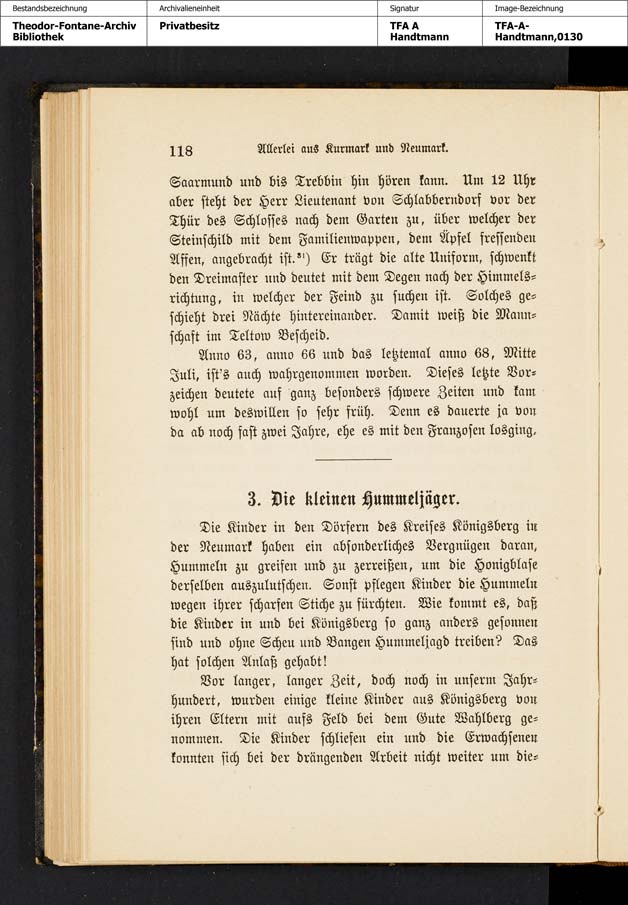 Bestandsbezeichnung Archivalieneinheit Signatur Image-Bezeichnung
Theodor-Fontane-Archiv Privatbesitz TFA A TFA-A-
Bibliothek Handtmann Handtmann,0130
118 Allerlei aus Kurmark und Neumark.
Saarmund und bis Trebbin hin hören kann. Um 12 Uhr
aber steht der Herr Lieutenant von Schlabberndorf vor der
Thür des Schlosses nach dem Garten zu, über welcher der
Steinschild mit dem Familienwappen, dem Äpfel fressenden
Affen, angebracht ist.³¹) Er trägt die alte Uniform, schwenkt
den Dreimaster und deutet mit dem Degen nach der Himmels-
richtung, in welcher der Feind zu suchen ist. Solches ge-
schieht drei Nächte hintereinander. Damit weiß die Mann-
schaft im Teltow Bescheid.
Anno 63, anno 66 und das letztemal anno 68, Mitte
Juli, ist's auch wahrgenommen worden. Dieses letzte Vor-
zeichen deutete auf ganz besonders schwere Zeiten und kam
wohl um deswillen so sehr früh. Denn es dauerte ja von
da ab noch fast zwei Jahre, ehe es mit den Franzosen losging.
3. Die kleinen Hummeljäger.
Die Kinder in den Dörfern des Kreises Königsberg in
der Neumark haben ein absonderliches Vergnügen daran,
Hummeln zu greifen und zu zerreißen, um die Honigblase
derselben auszulutschen. Sonst pflegen Kinder die Hummeln
wegen ihrer scharfen Stiche zu fürchten. Wie kommt es, daß
die Kinder in und bei Königsberg so ganz anders gesonnen
sind und ohne Scheu und Bangen Hummeljagd treiben? Das
hat solchen Anlaß gehabt!
Vor langer, langer Zeit, doch noch in unserm Jahr-
hundert, wurden einige kleine Kinder aus Königsberg von
ihren Eltern mit aufs Feld bei dem Gute Wahlberg ge-
nommen. Die Kinder schliefen ein und die Erwachsenen
konnten sich bei der drängenden Arbeit nicht weiter um die-